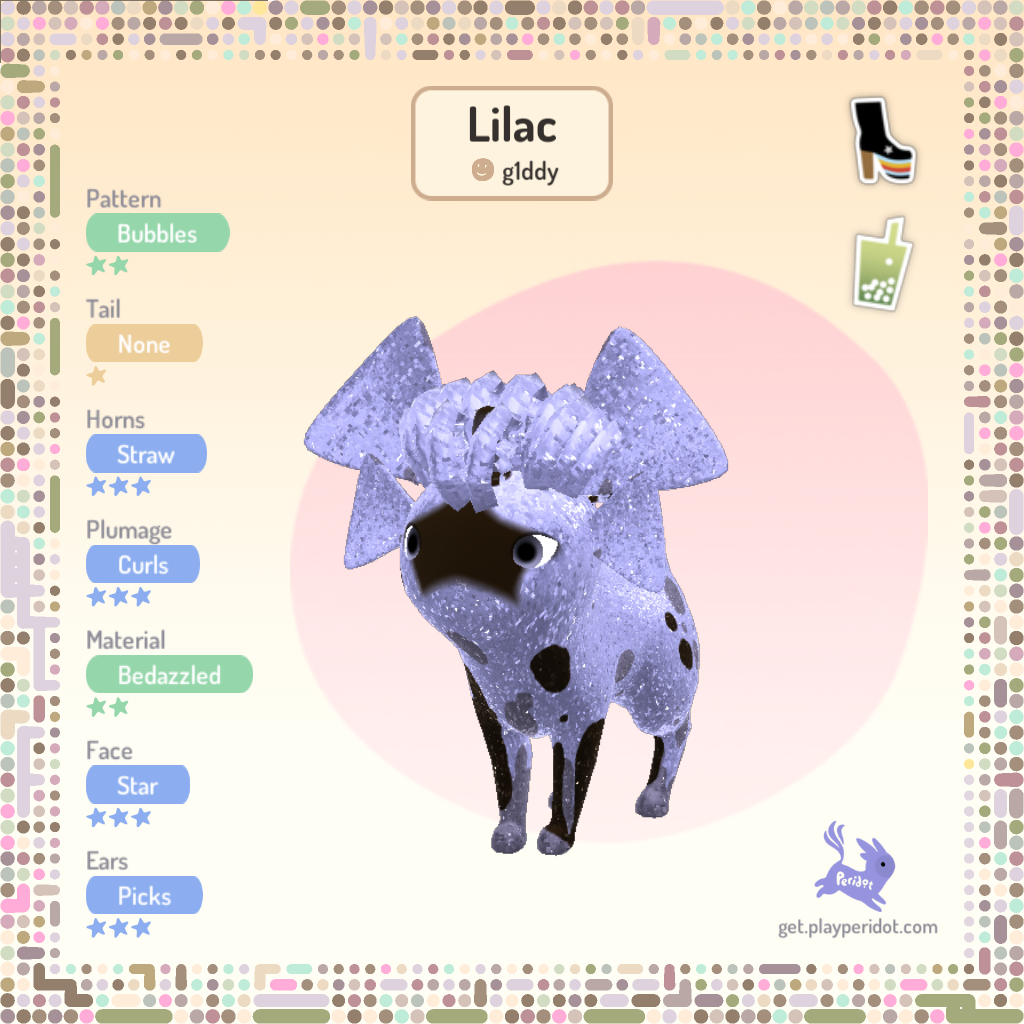 Lilac
g1ddy
Pattern
Bubbles
Tail
None
Horns
Straw
Plumage
Curls
Material
Bedazzled
Face
Star
Ears
Picks
Peridot
get.playperidot.com